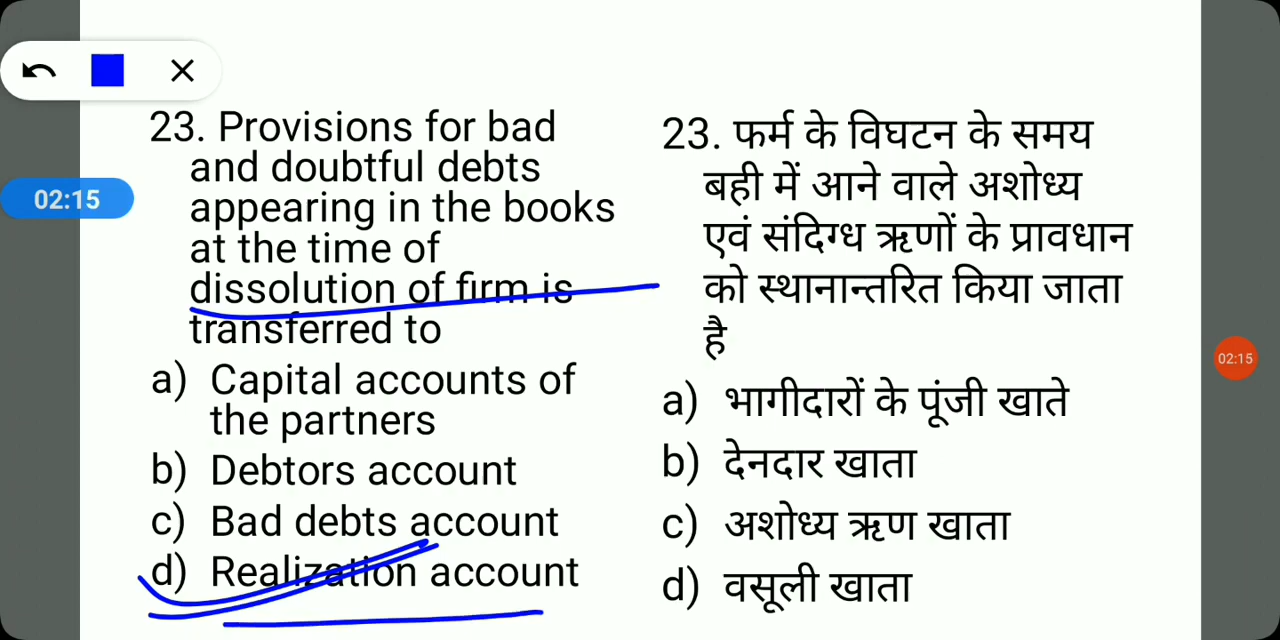 02:15
23. Provisions for bad
and doubtful debts
appearing in the books
at the time of
dissolution of firm is
transferred to
a) Capital accounts of
the partners
b) Debtors account
c) Bad debts account
d) Realization account
23. फर्म के विघटन के समय
बही में आने वाले अशोध्य
एवं संदिग्ध ऋणों के प्रावधान
को स्थानान्तरित किया जाता
है
a) भागीदारों के पूंजी खाते
b) देनदार खाता
c) अशोध्य ऋण खाता
d) वसूली खाता
02:15